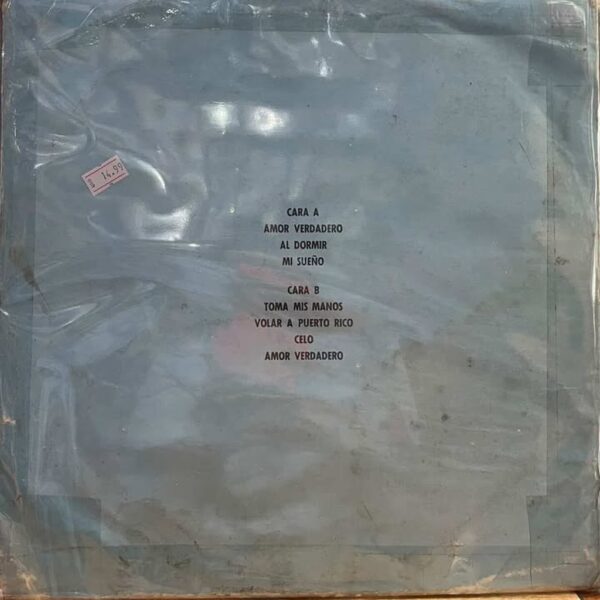 14.99
CARA A
AMOR VERDADERO
AL DORMIR
MI SUEÑO
CARA B
TOMA MIS MANOS
VOLAR A PUERTO RICO
CELO
AMOR VERDADERO